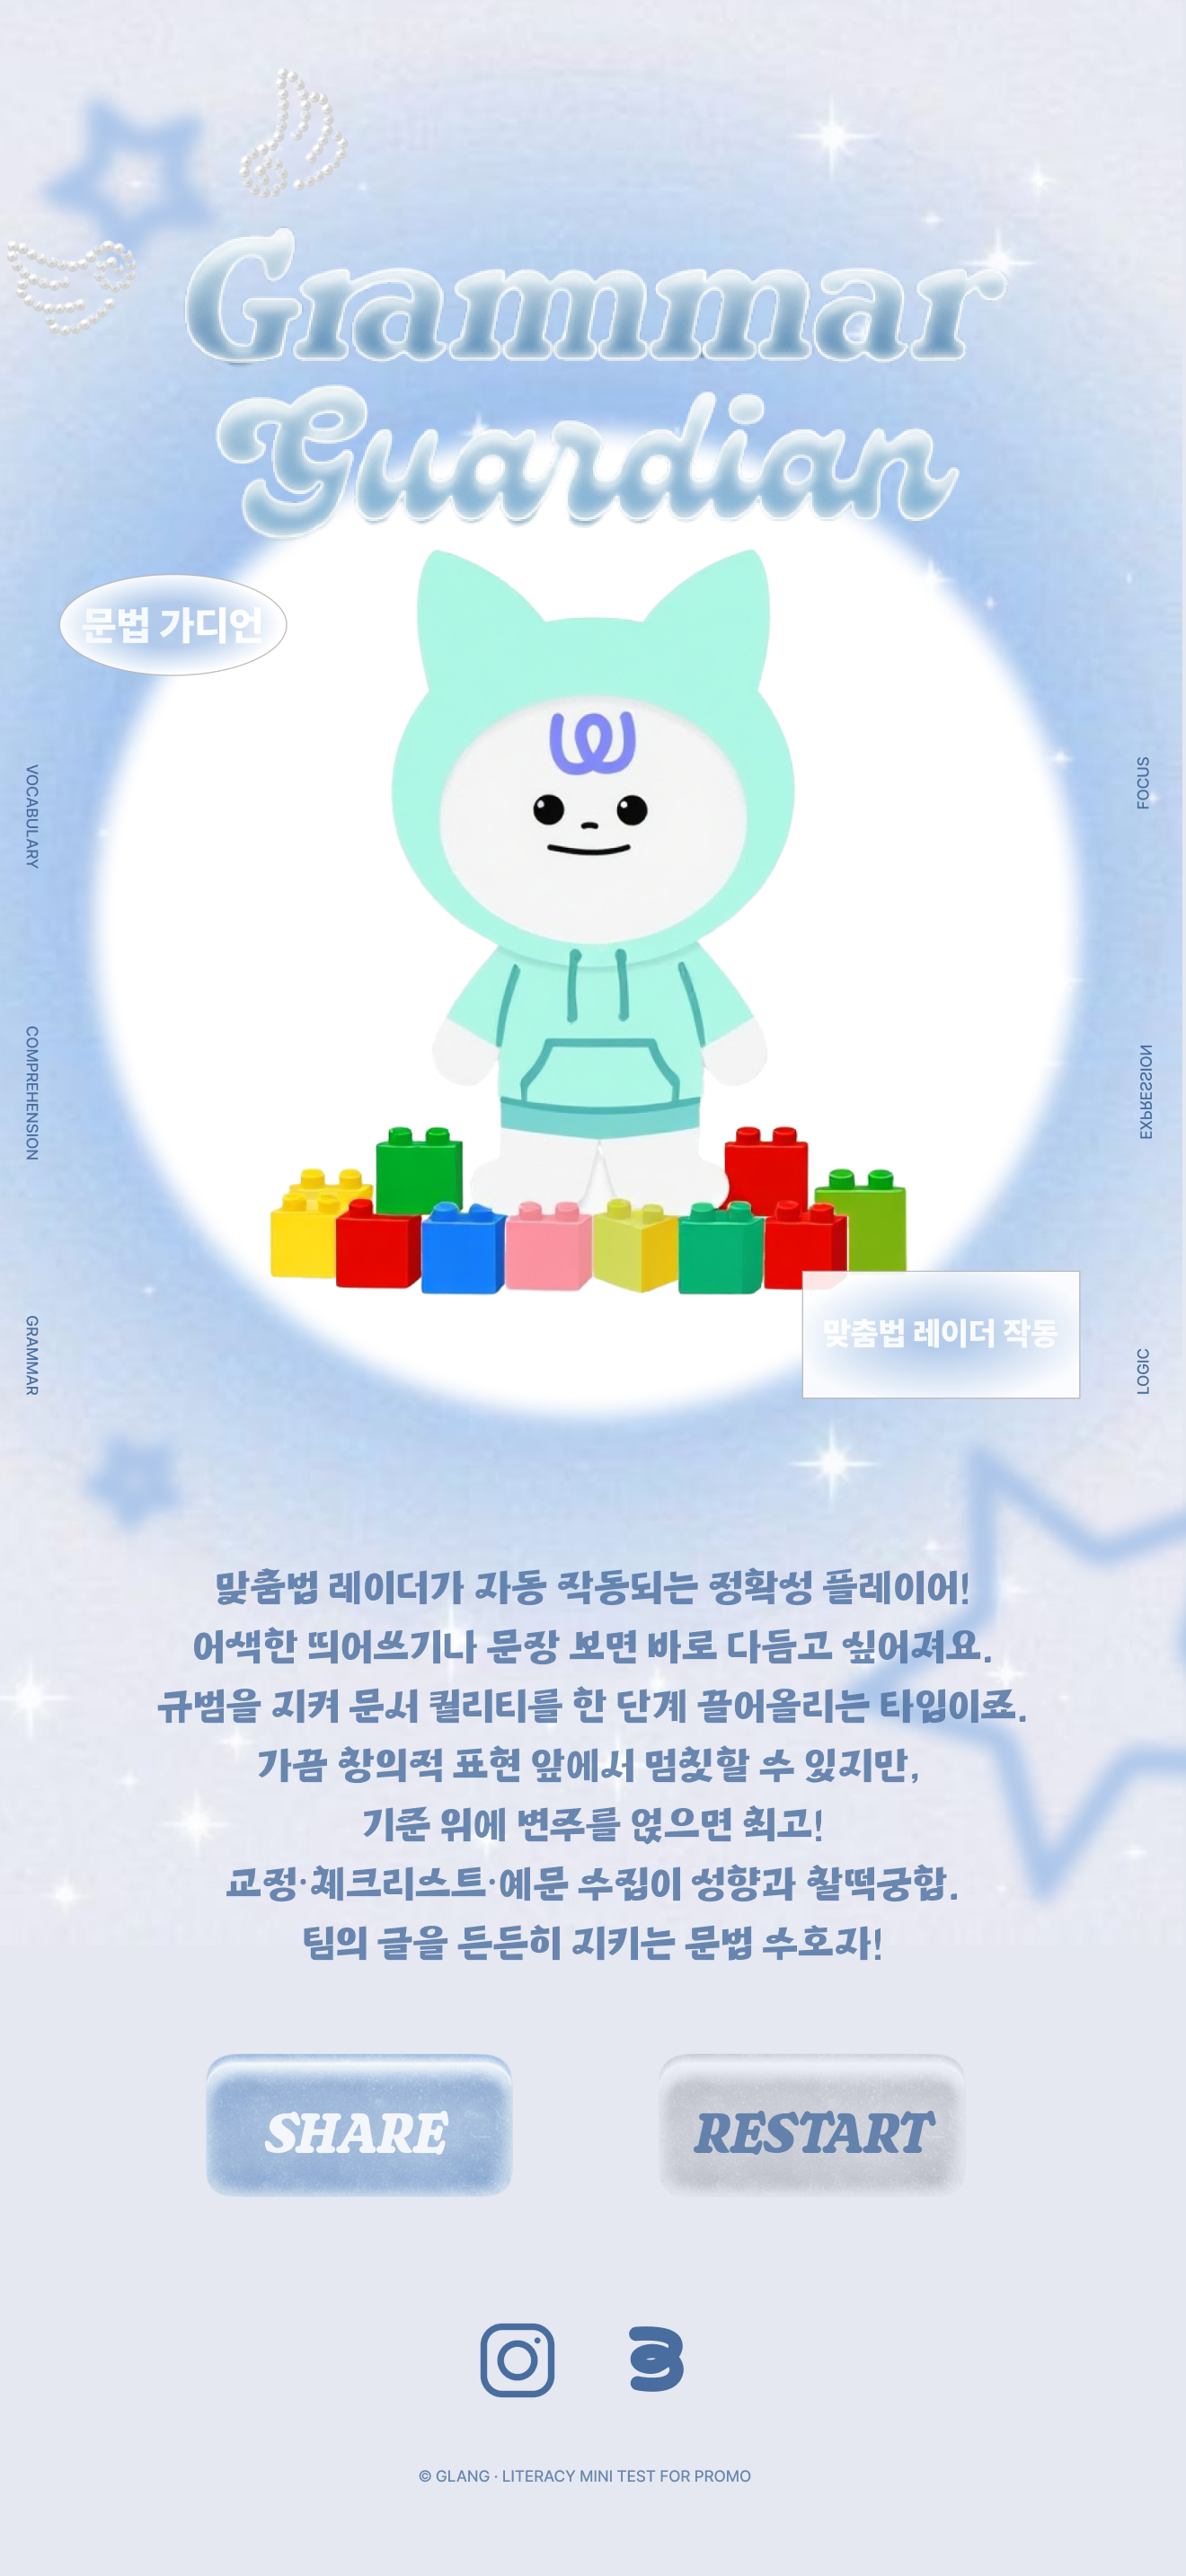 Grammar
Guardian
문법 가디언
VOCABULARY
FOCUS
COMPREHENSION
EXPRESSION
GRAMMAR
맞춤법 레이더 작동
LOGIC
맞춤법 레이더가 자동 작동되는 정확성 플레이어!
어색한 띄어쓰기나 문장 보면 바로 다듬고 싶어져요.
규범을 지켜 문서 퀄리티를 한 단계 끌어올리는 타입이죠.
가끔 창의적 표현 앞에서 멈칫할 수 있지만,
기준 위에 변주를 얹으면 최고!
교정·체크리스트·예문 수집이 성향과 찰떡궁합.
팀의 글을 든든히 지키는 문법 수호자!
SHARE
RESTART
© GLANG · LITERACY MINI TEST FOR PROMO